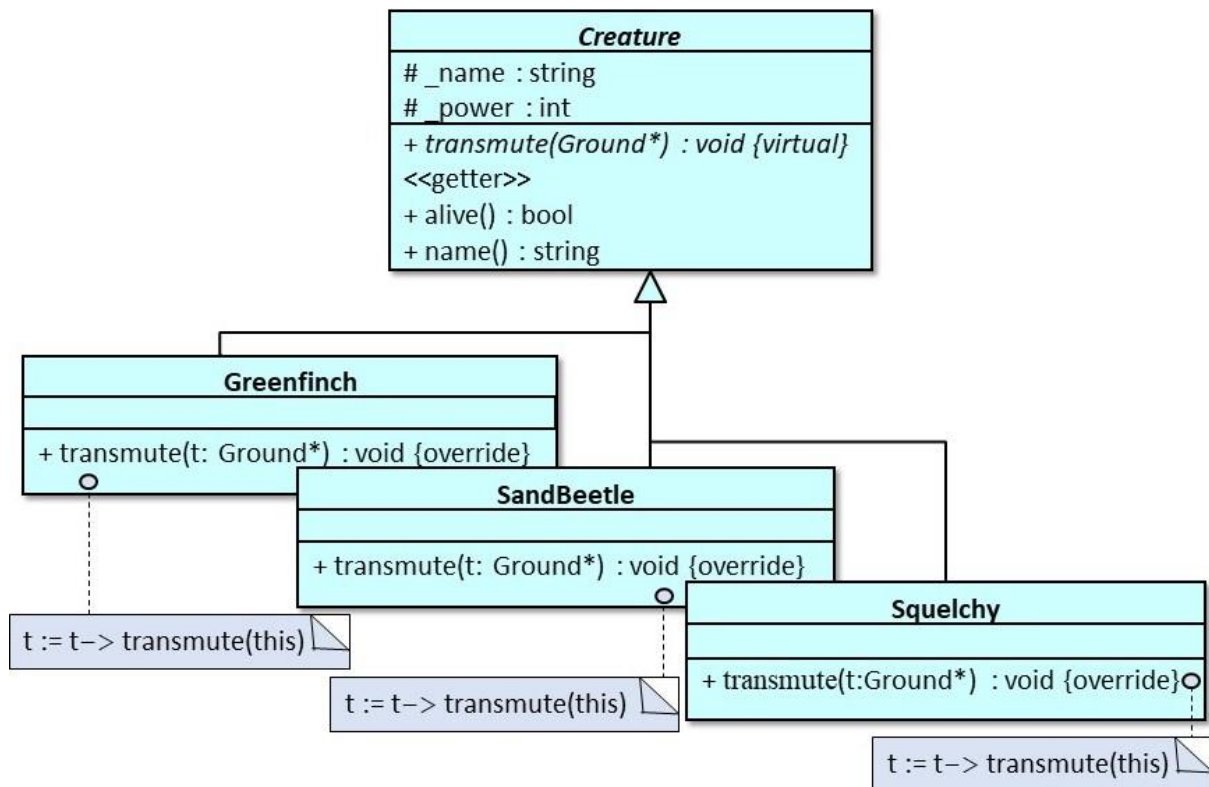 Creature
# _name : string
# _power : int
+ transmute(Ground*) : void {virtual}
<<getter>>
+ alive() : bool
+ name() : string
Greenfinch
+ transmute(t: Ground*) : void {override}
SandBeetle
+ transmute(t: Ground*) : void {override}
Squelchy
+ transmute(t:Ground*) : void {override}
t := t–> transmute(this)
t := t–> transmute(this)
t := t–> transmute(this)